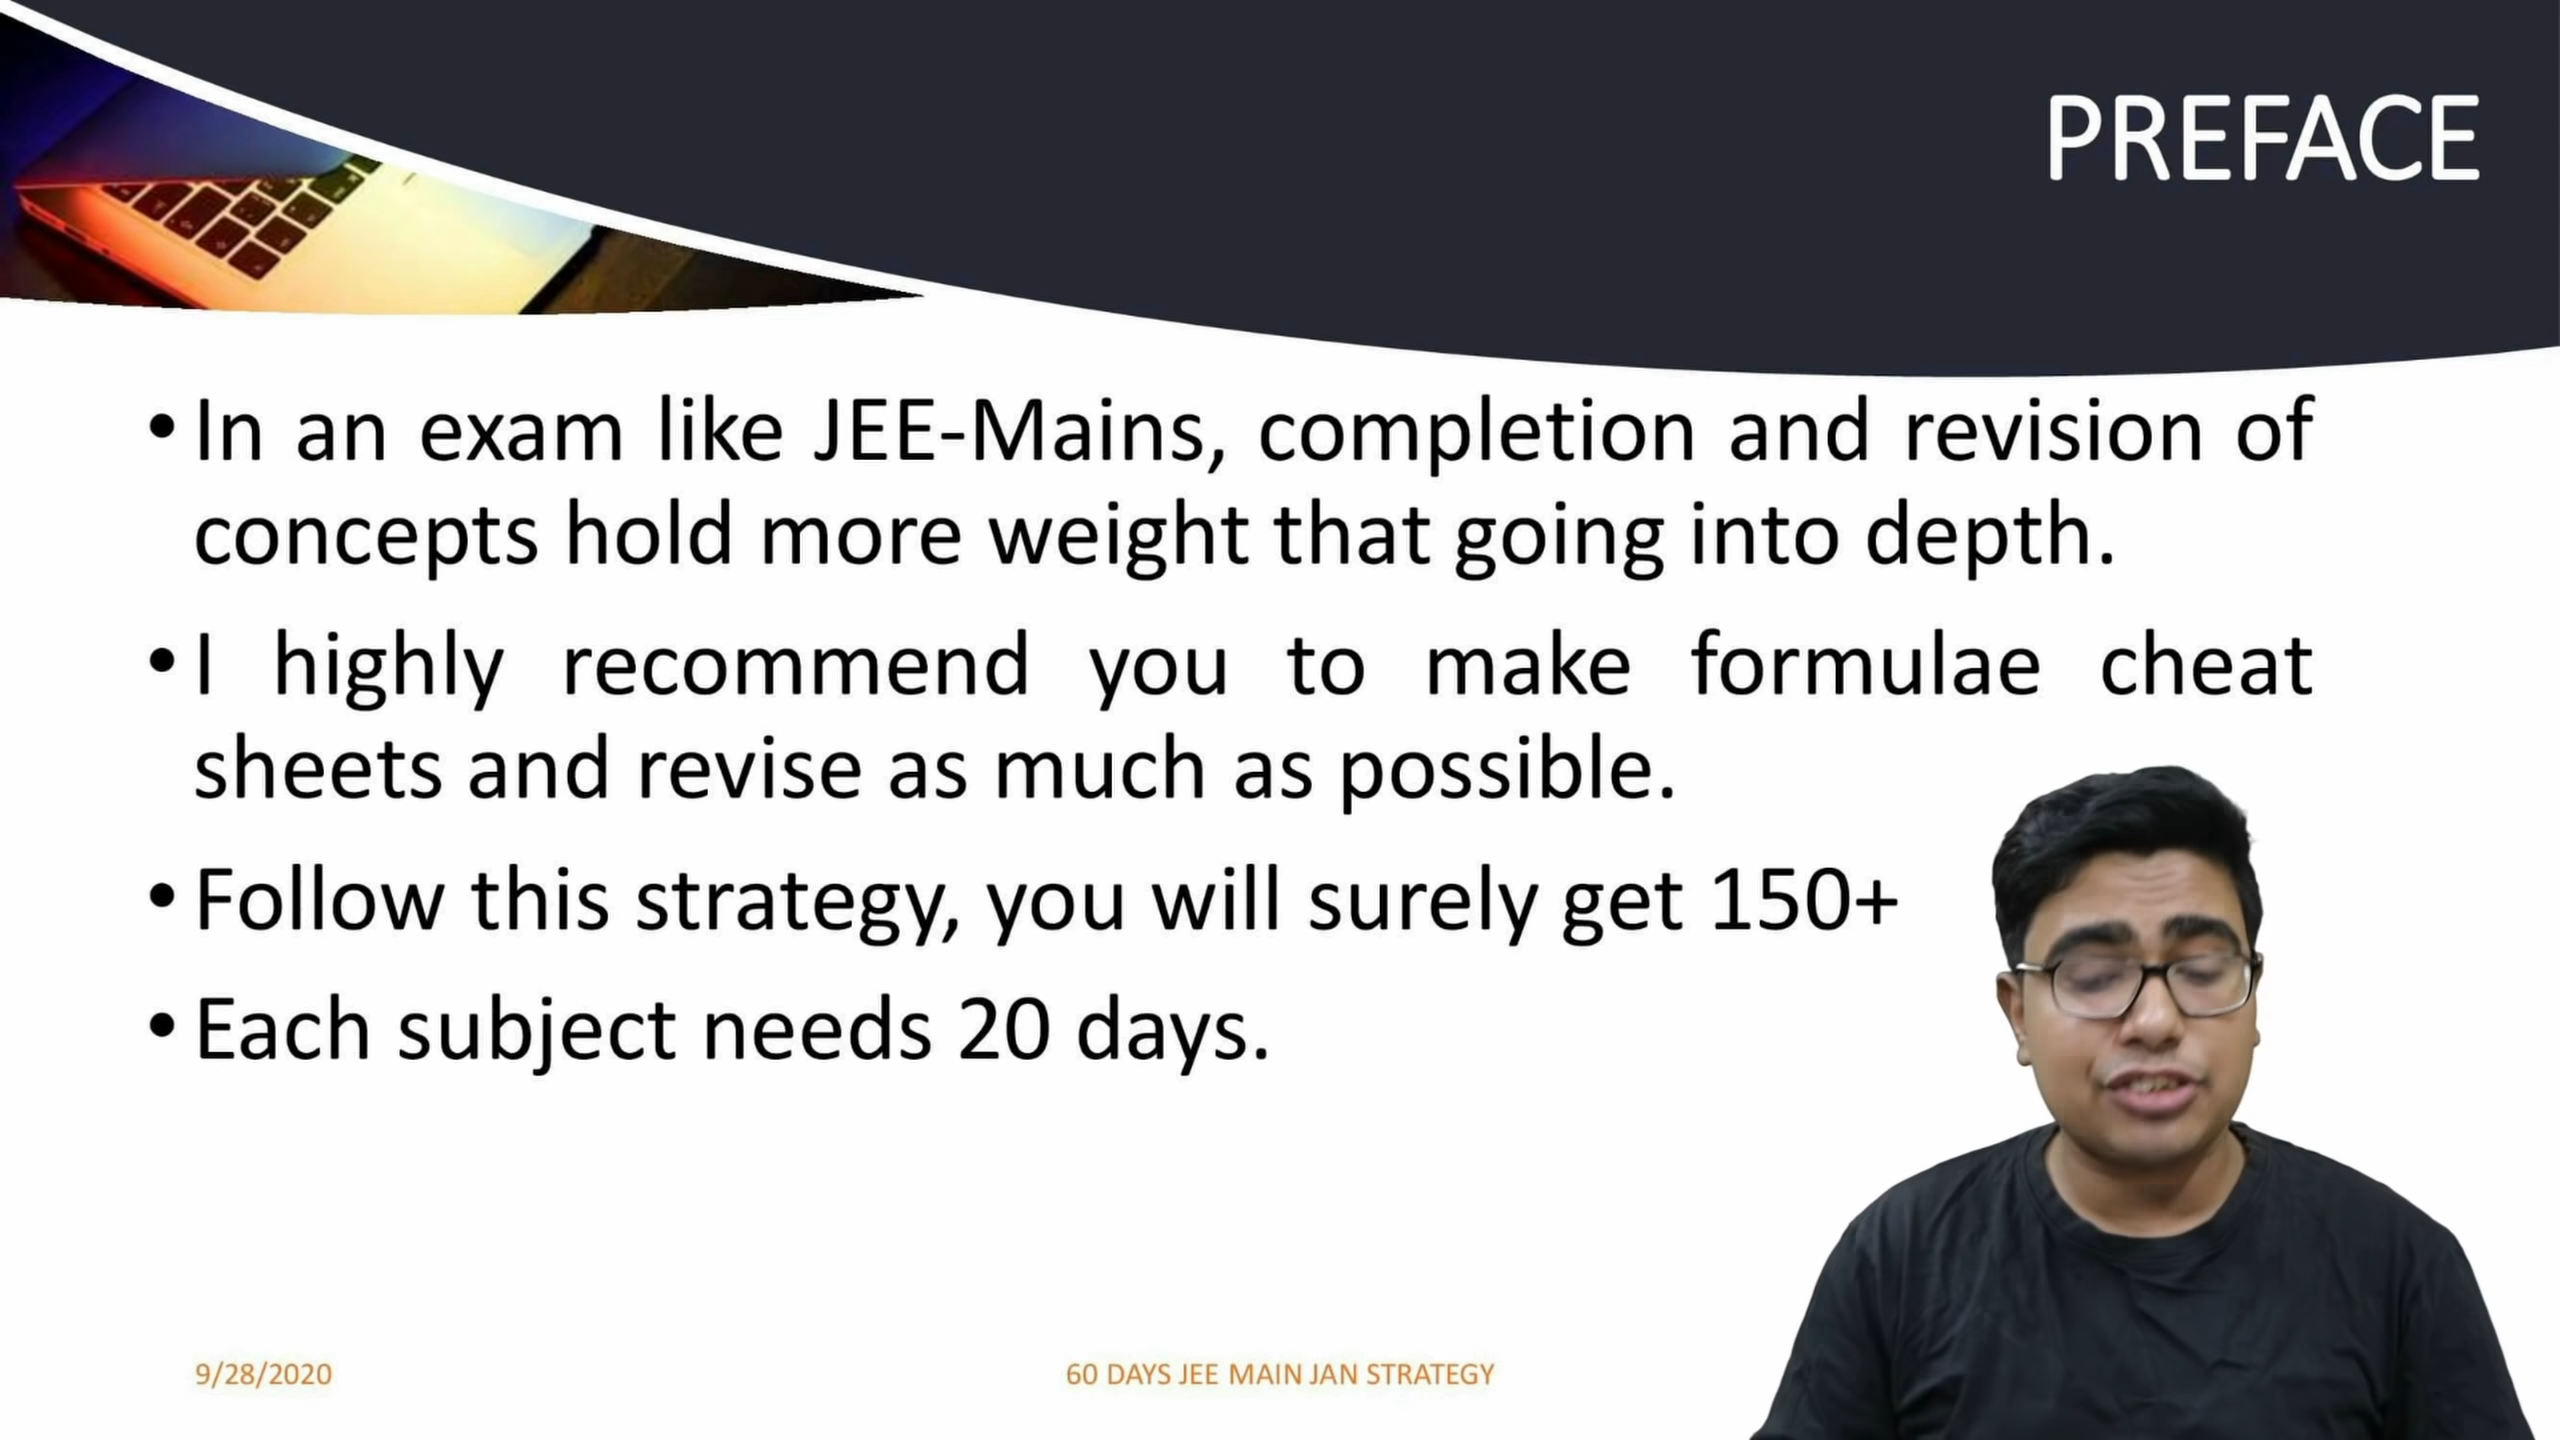 PREFACE
• In an exam like JEE-Mains, completion and revision of
concepts hold more weight that going into depth.
• I highly recommend you to make formulae cheat
sheets and revise as much as possible.
• Follow this strategy, you will surely get 150+
• Each subject needs 20 days.
9/28/2020
60 DAYS JEE MAIN JAN STRATEGY